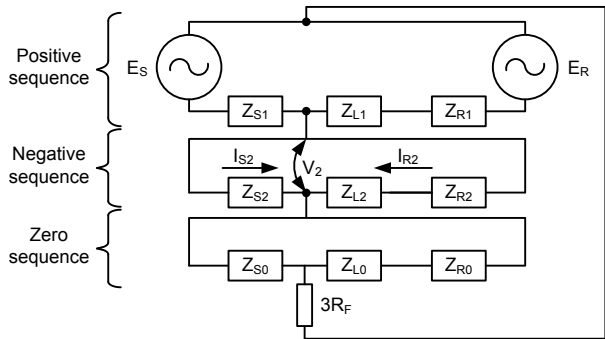 Positive
sequence
E_S
E_R
Z_S1
Z_L1
Z_R1
Negative
sequence
I_S2
V_2
I_R2
Z_S2
Z_L2
Z_R2
Zero
sequence
Z_S0
Z_L0
Z_R0
3R_F